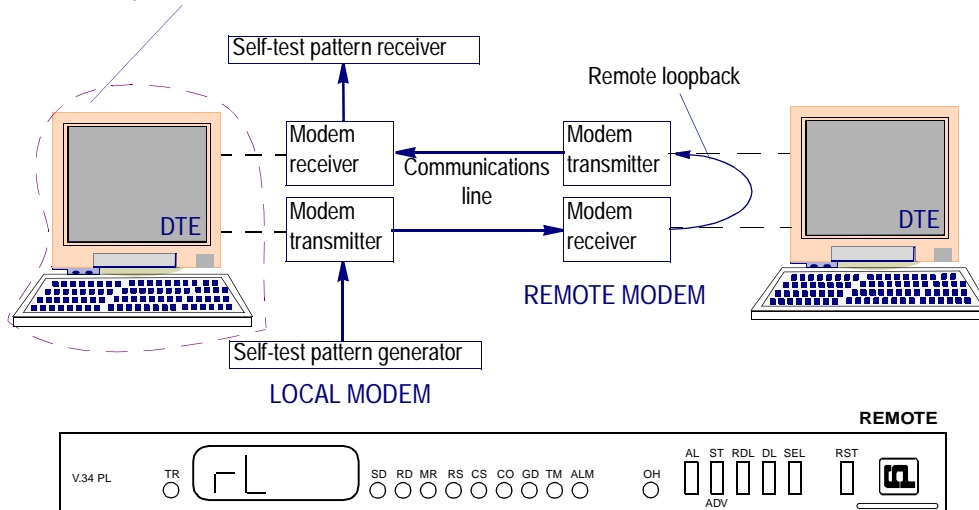 Self-test pattern receiver
Remote loopback
Modem
receiver
Modem
transmitter
Communications
line
DTE
Modem
transmitter
Modem
receiver
DTE
REMOTE MODEM
Self-test pattern generator
LOCAL MODEM
REMOTE
V.34 PL
TR
rL
SD RD MR RS CS CO GD TM ALM
OH
AL ST RDL DL SEL
RST
ADV